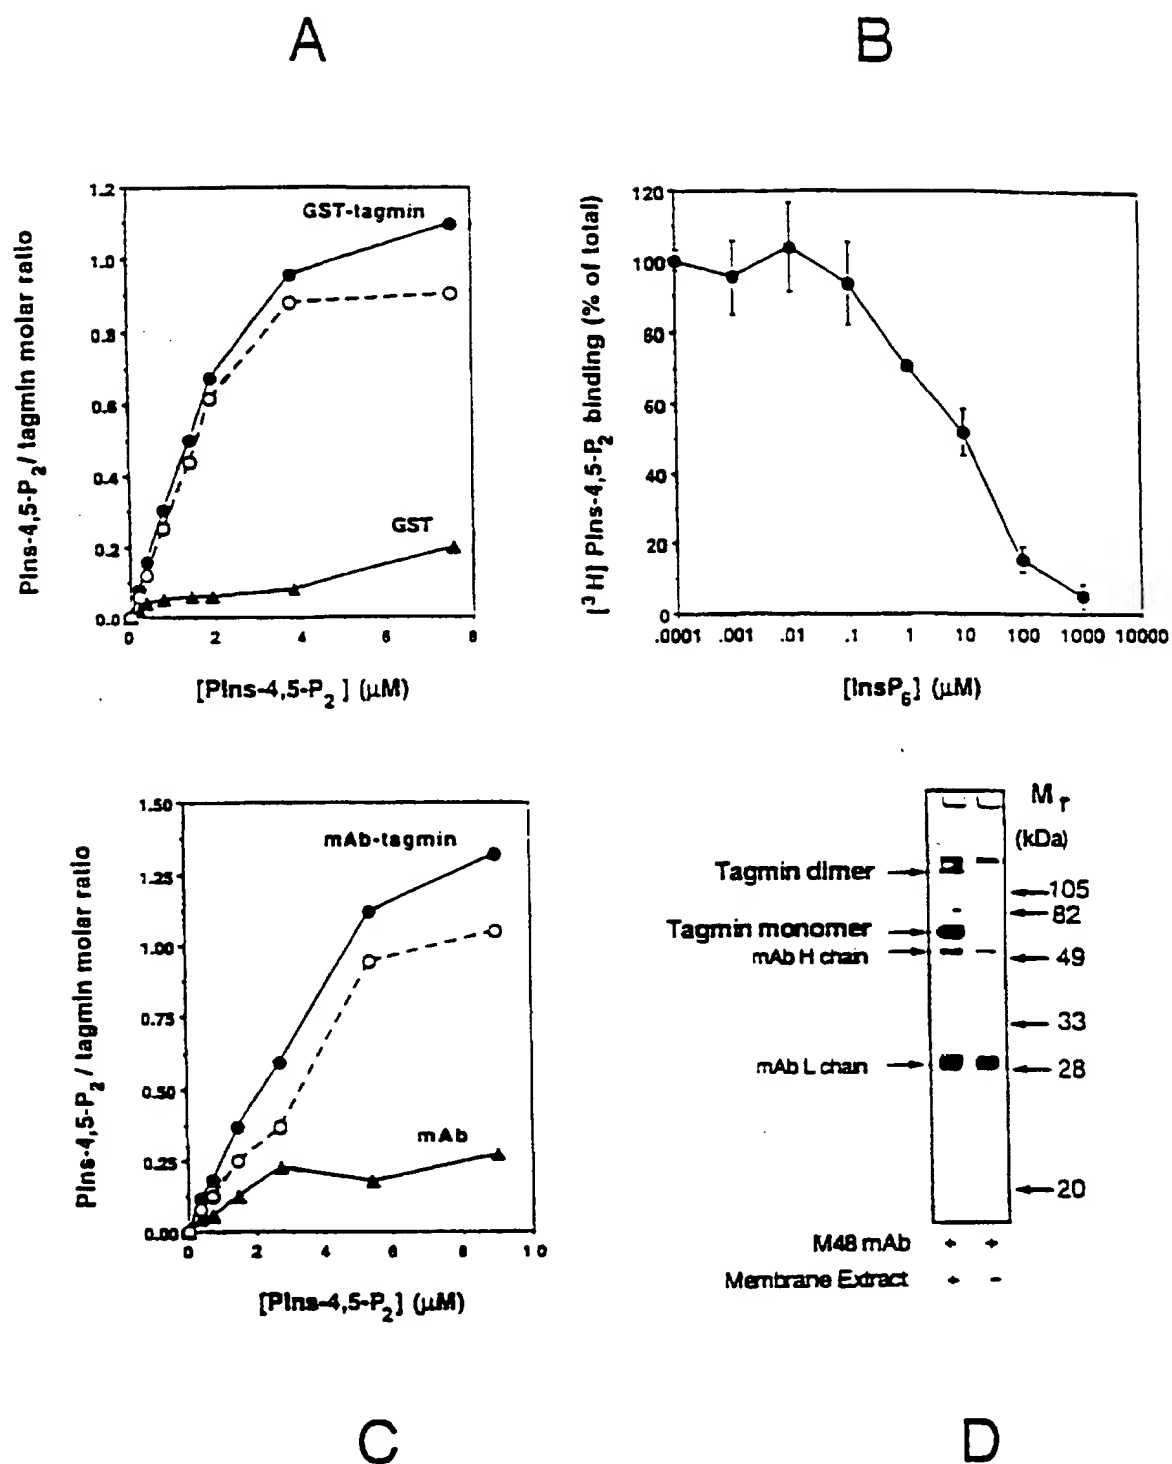 A
B
PIns-4,5-P2 / tagmin molar ratio
1.2
1.0
0.8
0.6
0.4
0.2
0.0
GST-tagmin
GST
0 2 4 6 8
[PIns-4,5-P2] (μM)
[3H] PIns-4,5-P2 binding (% of total)
120
100
80
60
40
20
0
.0001 .001 .01 .1 1 10 100 1000 10000
[InsP6] (μM)
PIns-4,5-P2 / tagmin molar ratio
1.50
1.25
1.00
0.75
0.50
0.25
0.00
mAb-tagmin
mAb
0 2 4 6 8 10
[PIns-4,5-P2] (μM)
Mr
(kDa)
Tagmin dimer
105
82
Tagmin monomer
mAb H chain
49
33
mAb L chain
28
20
M48 mAb + +
Membrane Extract + -
C
D